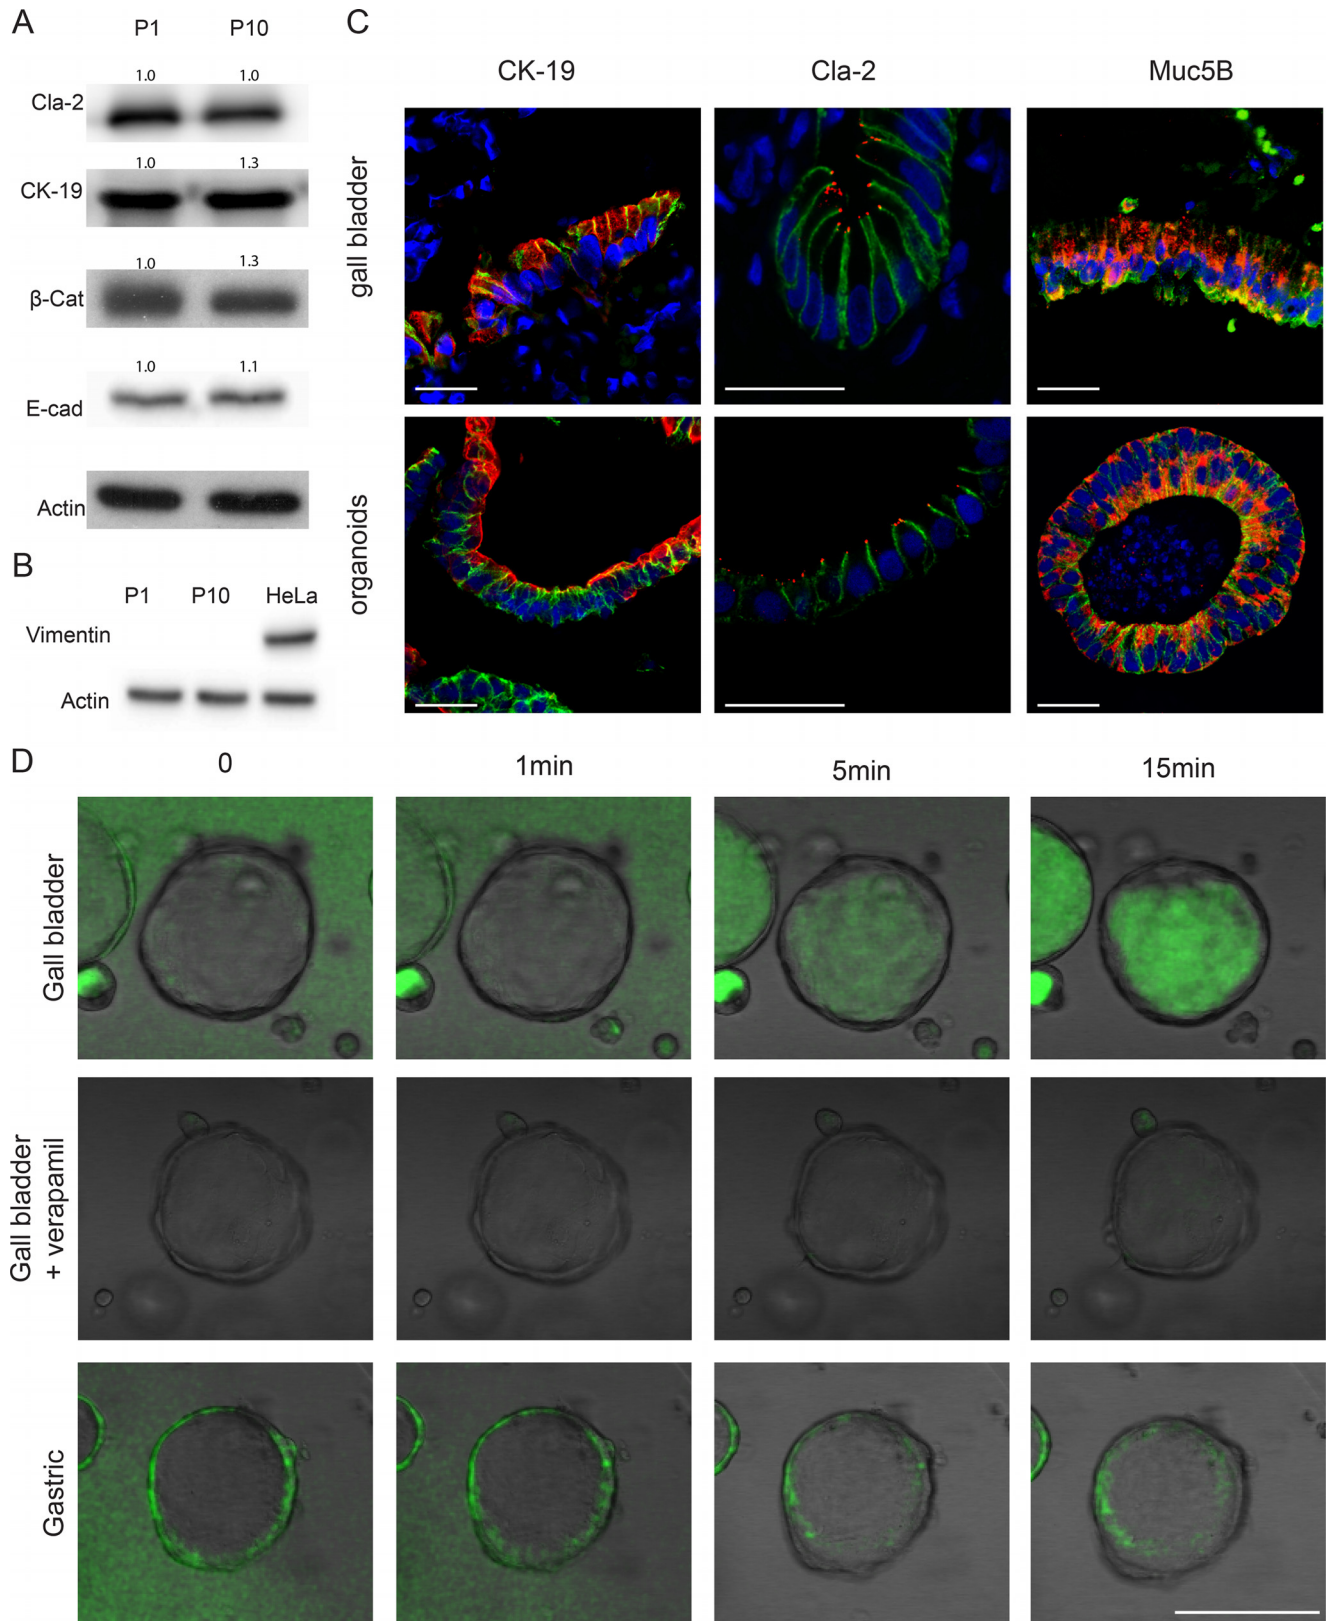 A
P1 P10
1.0 1.0
Cla-2
1.0 1.3
CK-19
1.0 1.3
β-Cat
1.0 1.1
E-cad
Actin
B
P1 P10 HeLa
Vimentin
Actin
C
CK-19 Cla-2 Muc5B
gall bladder
organoids
D
0 1min 5min 15min
Gall bladder
Gall bladder
+ verapamil
Gastric